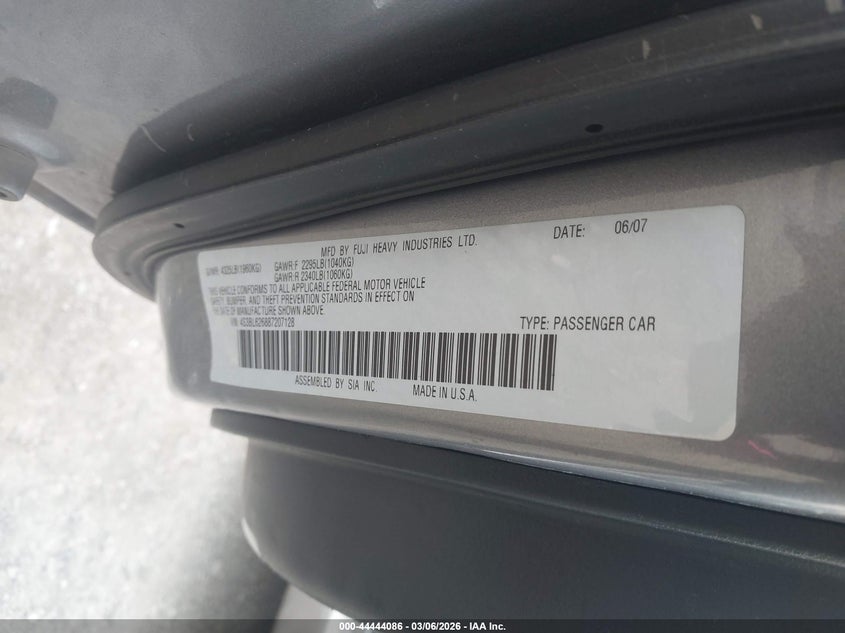 MFD BY FUJI HEAVY INDUSTRIES LTD. DATE: 06/07
GVWR: 4325LB(1960KG) GAWR:F 2295LB(1040KG)
GAWR:R 2340LB(1060KG)
THIS VEHICLE CONFORMS TO ALL APPLICABLE FEDERAL MOTOR VEHICLE
SAFETY, BUMPER, AND THEFT PREVENTION STANDARDS IN EFFECT ON
THE DATE OF MANUFACTURE SHOWN ABOVE.
VIN: 4S3BL626887207128 TYPE: PASSENGER CAR
ASSEMBLED BY SIA INC. MADE IN U.S.A.
000-44444086 - 03/06/2026 - IAA Inc.